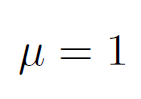 μ = 1